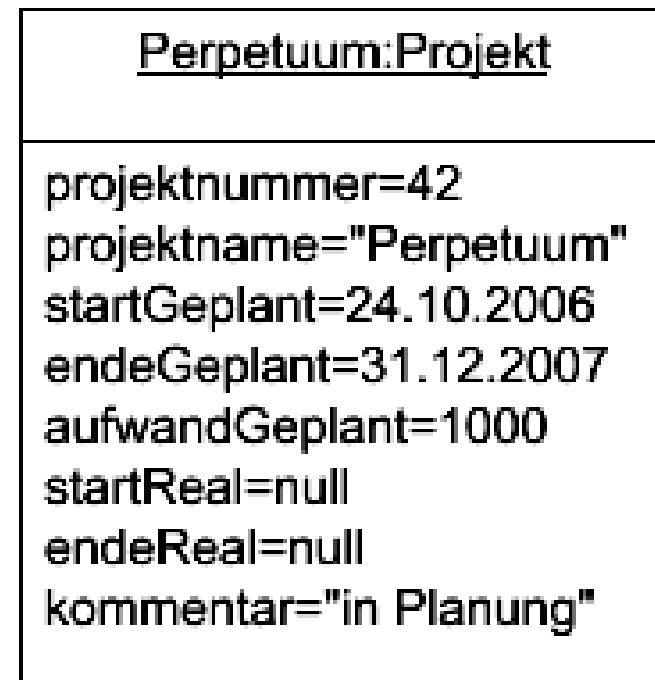 Perpetuum:Projekt
projektnummer=42
projektname="Perpetuum"
startGeplant=24.10.2006
endeGeplant=31.12.2007
aufwandGeplant=1000
startReal=null
endeReal=null
kommentar="in Planung"